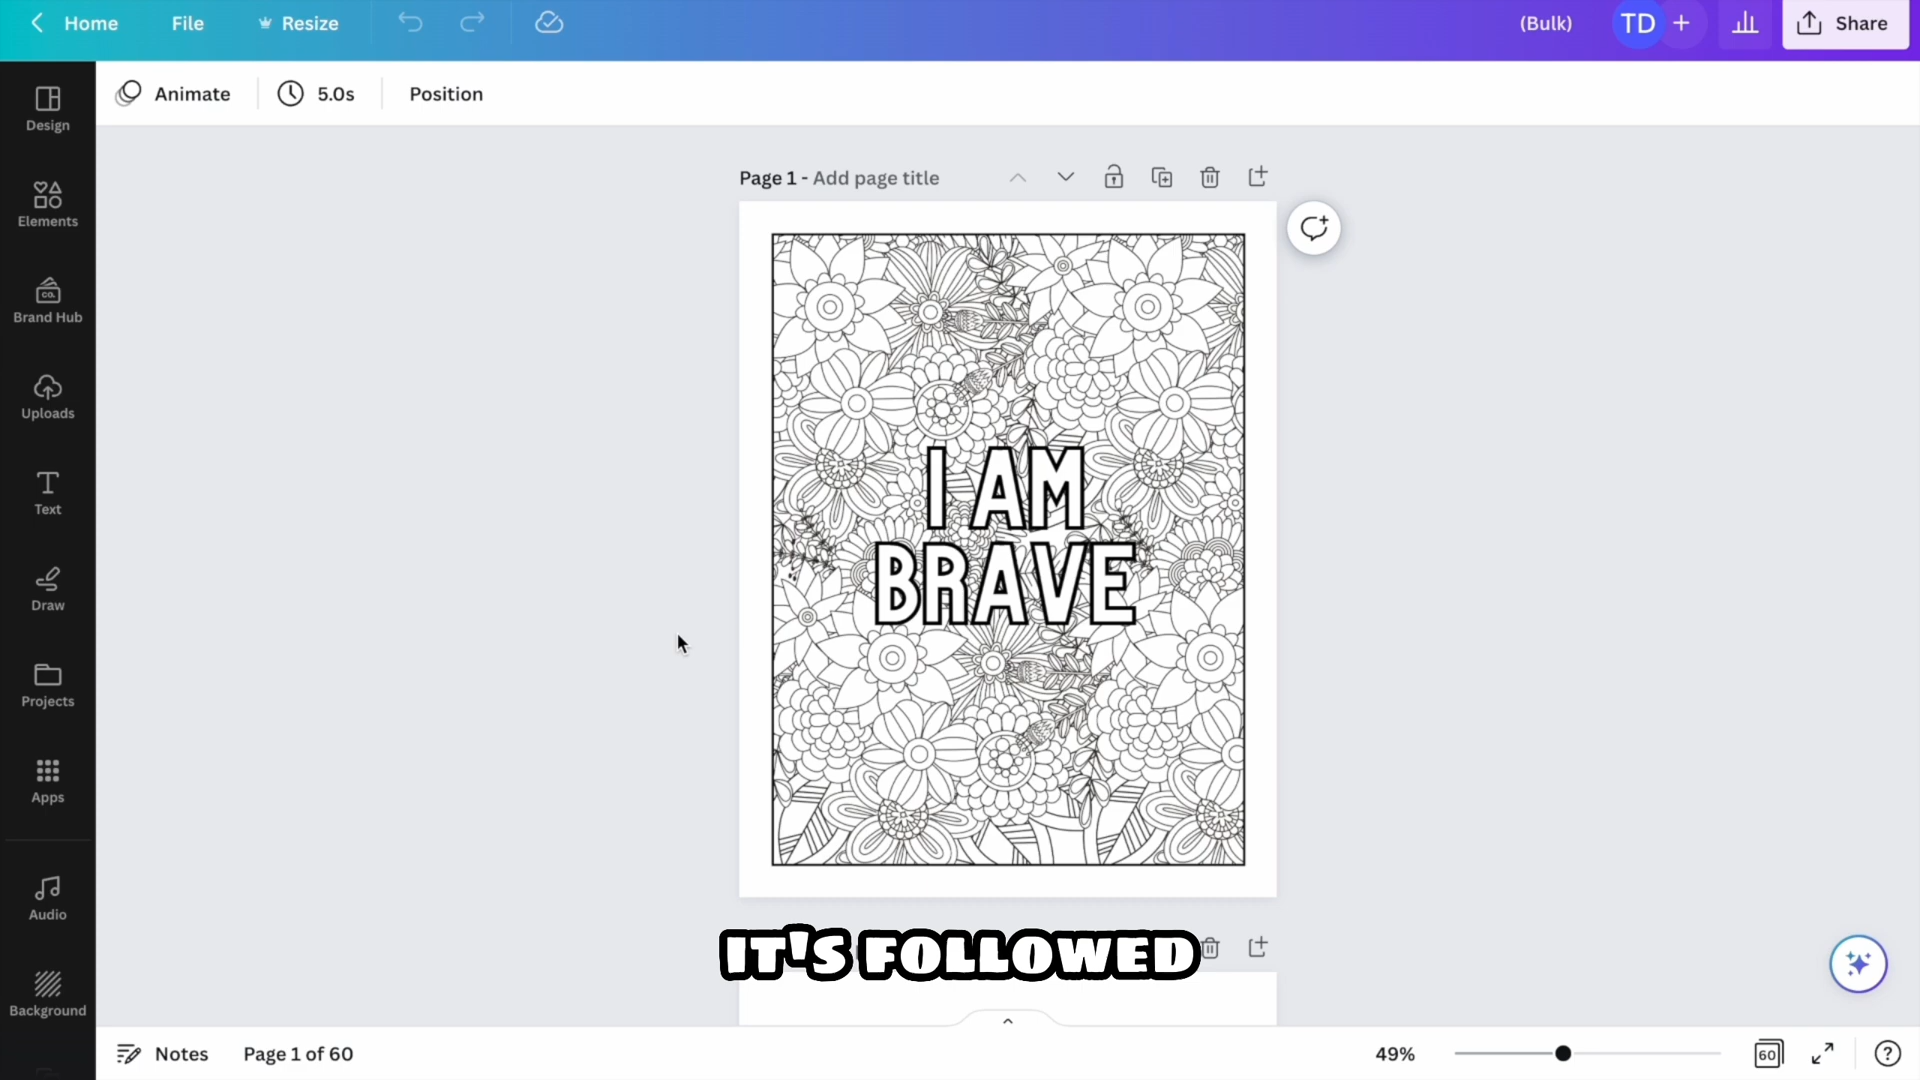 Home File Resize (Bulk) TD + Share
Animate 5.0s Position
Design
Elements
CO.
Brand Hub
Uploads
Text
Draw
Projects
Apps
Audio
Background
Page 1 - Add page title
I AM
BRAVE
IT'S FOLLOWED
Notes Page 1 of 60 49% 60 ?